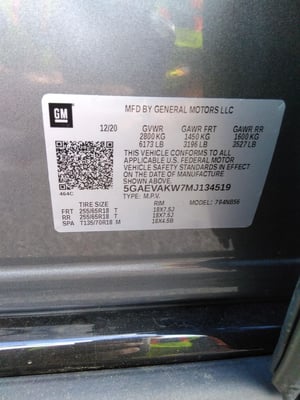 GM
MFD BY GENERAL MOTORS LLC
12/20 GVWR GAWR FRT GAWR RR
2800 KG 1450 KG 1600 KG
6173 LB 3196 LB 3527 LB
THIS VEHICLE CONFORMS TO ALL
APPLICABLE U.S. FEDERAL MOTOR
VEHICLE SAFETY STANDARDS IN EFFECT
ON THE DATE OF MANUFACTURE
SHOWN ABOVE.
5GAEVAKW7MJ134519
TYPE: M.P.V. MODEL: 794NB56
464C
TIRE SIZE RIM
FRT 255/65R18 T 18X7.5J
RR 255/65R18 T 18X7.5J
SPA T135/70R18 M 18X4.5B